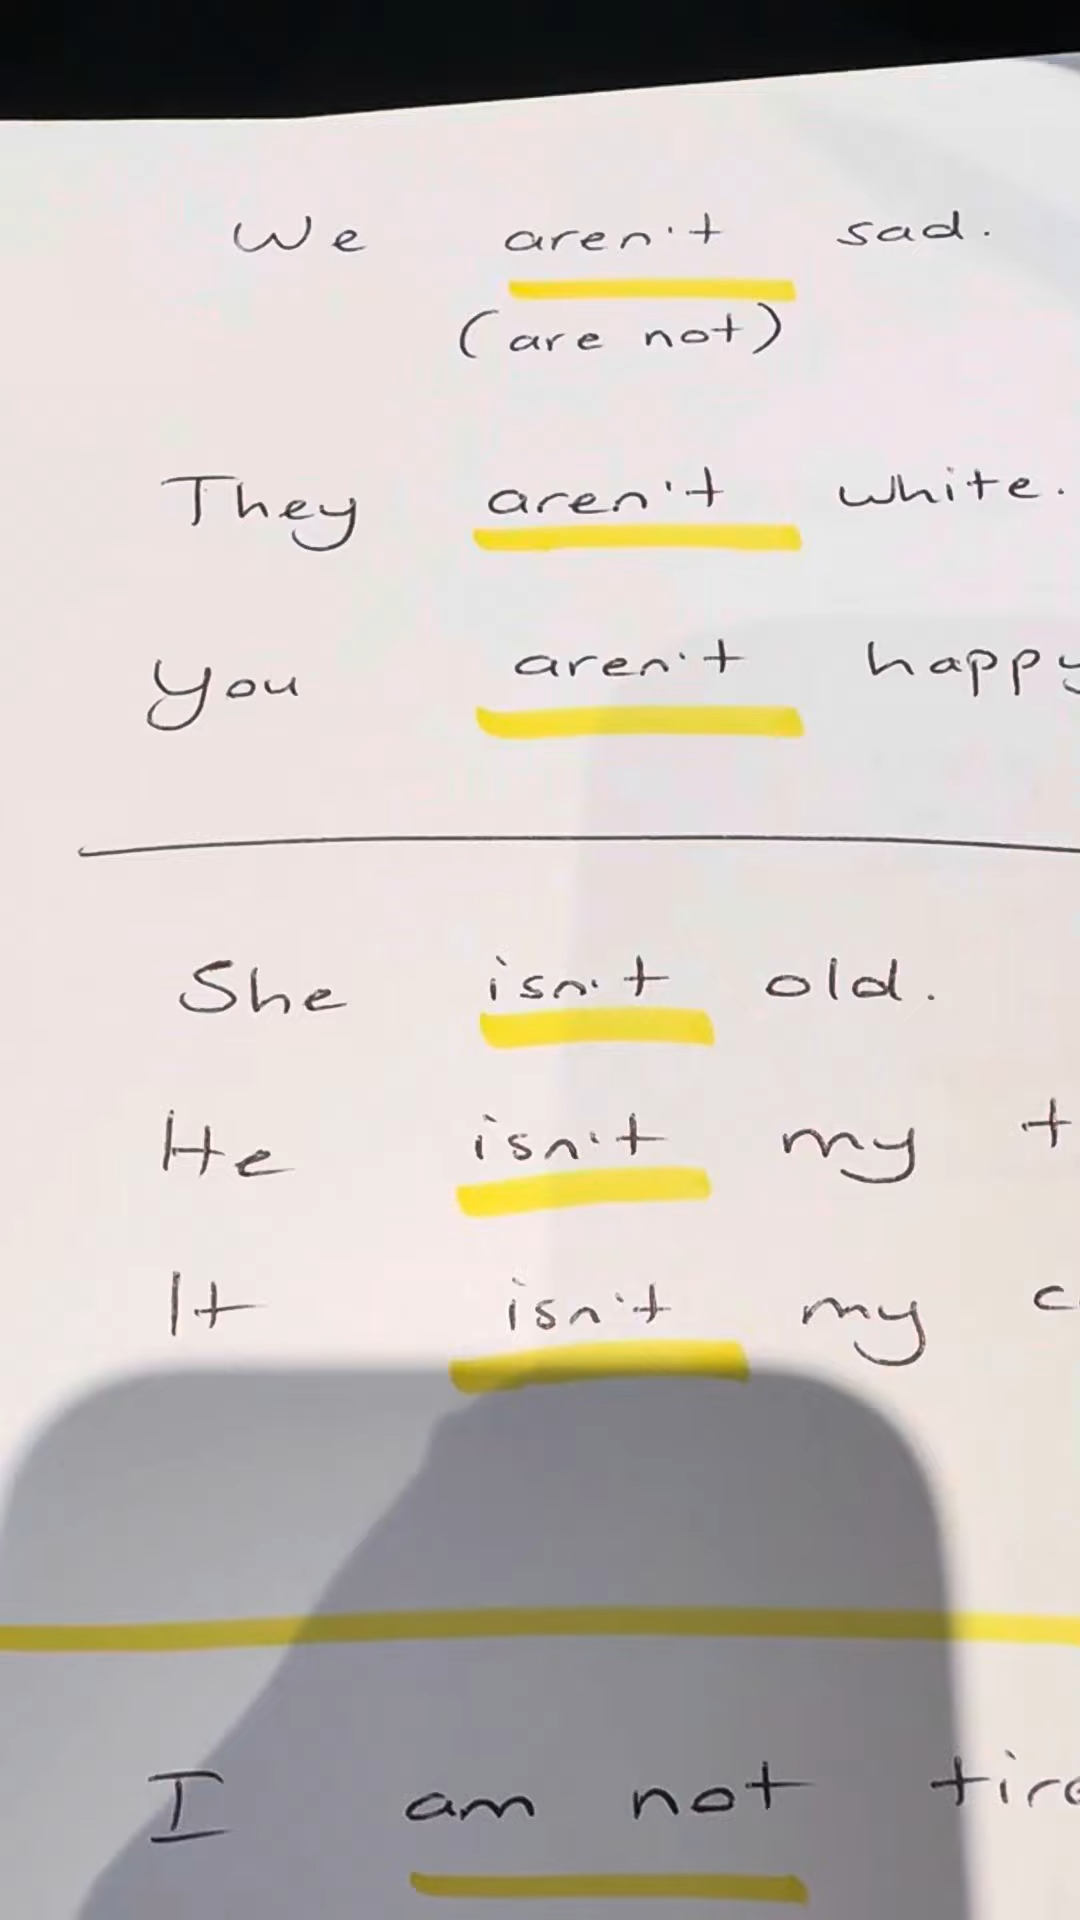 We aren't sad.
(are not)
They aren't white.
You aren't happy
She isn't old.
He isn't my
It isn't my
I am not